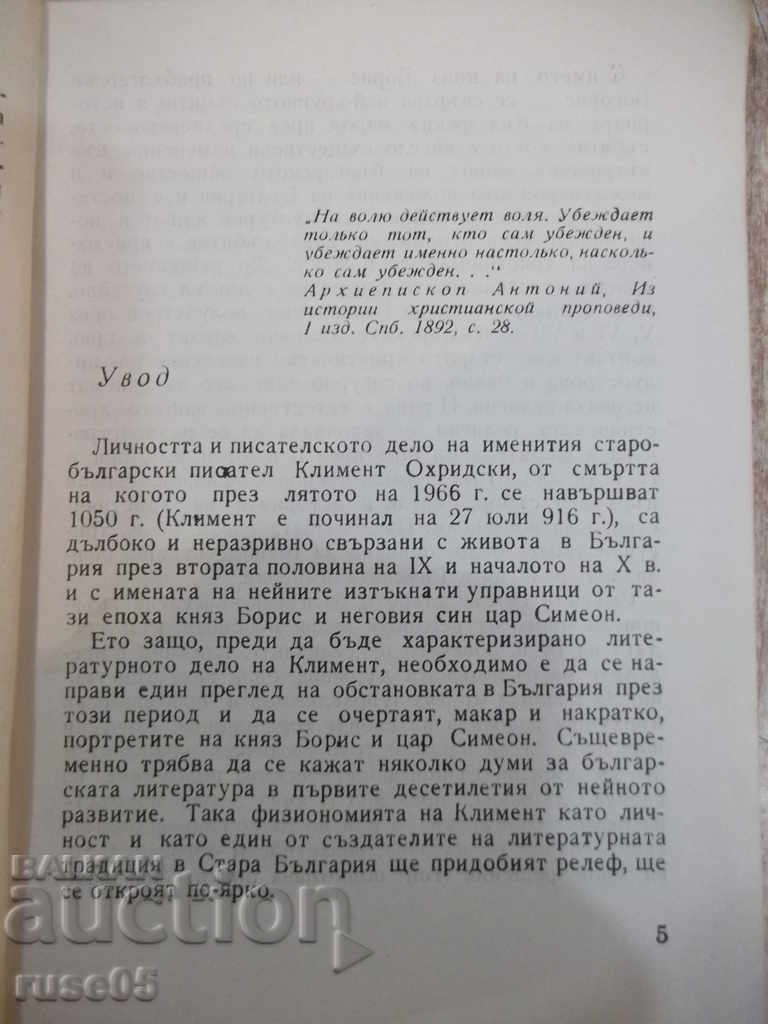 „На волю действует воля. Убеждает
только тот, кто сам убежден, и
убеждает именно настолько, насколь-
ко сам убежден. . .“
Архиепископ Антоний, Из
истории христианской проповеди,
I изд. Спб. 1892, с. 28.
Увод
Личността и писателското дело на именития старо-
български писател Климент Охридски, от смъртта
на когото през лятото на 1966 г. се навършват
1050 г. (Климент е починал на 27 юли 916 г.), са
дълбоко и неразривно свързани с живота в Бълга-
рия през втората половина на IX и началото на X в.
и с имената на нейните изтъкнати управници от та-
зи епоха княз Борис и неговия син цар Симеон.
Ето защо, преди да бъде характеризирано лите-
ратурното дело на Климент, необходимо е да се на-
прави един преглед на обстановката в България през
този период и да се очертаят, макар и накратко,
портретите на княз Борис и цар Симеон. Същевре-
менно трябва да се кажат няколко думи за българ-
ската литература в първите десетилетия от нейното
развитие. Така физиономията на Климент като лич-
ност и като един от създателите на литературната
традиция в Стара България ще придобият релеф, ще
се откроят по-ярко.
5
auction
ruse05